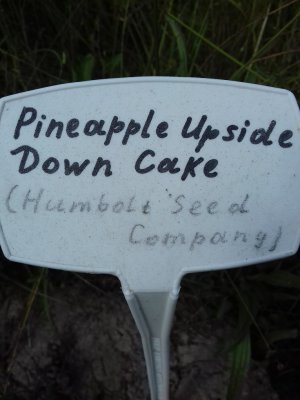 Pineapple Upside
Down Cake
(Humbolt Seed
Company)